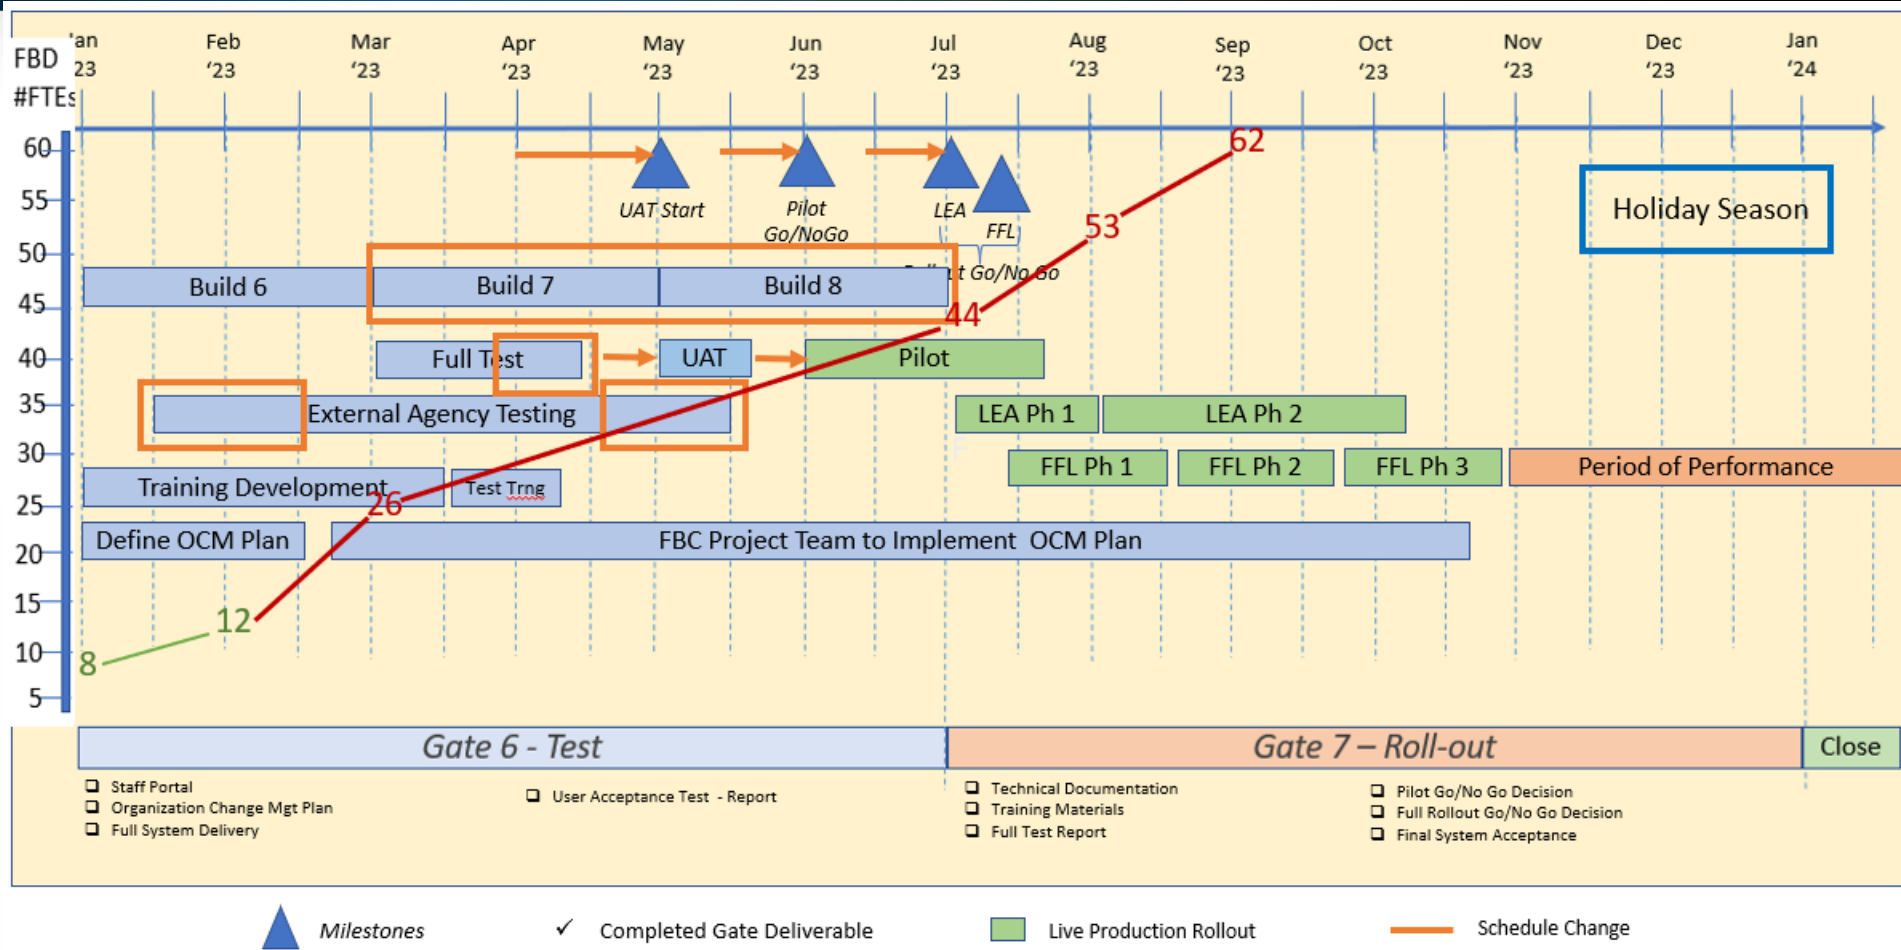 FBD
#FTEs
Jan '23
Feb '23
Mar '23
Apr '23
May '23
Jun '23
Jul '23
Aug '23
Sep '23
Oct '23
Nov '23
Dec '23
Jan '24
60
55
50
45
40
35
30
25
20
15
10
5
62
53
44
26
12
8
UAT Start
Pilot
Go/NoGo
LEA
FFL
Go/No Go
Holiday Season
Build 6
Build 7
Build 8
Full Test
UAT
Pilot
External Agency Testing
LEA Ph 1
LEA Ph 2
FFL Ph 1
FFL Ph 2
FFL Ph 3
Period of Performance
Training Development
Test Trng
Define OCM Plan
FBC Project Team to Implement OCM Plan
Gate 6 - Test
Gate 7 – Roll-out
Close
Staff Portal
Organization Change Mgt Plan
Full System Delivery
User Acceptance Test - Report
Technical Documentation
Training Materials
Full Test Report
Pilot Go/No Go Decision
Full Rollout Go/No Go Decision
Final System Acceptance
Milestones
✓ Completed Gate Deliverable
Live Production Rollout
Schedule Change